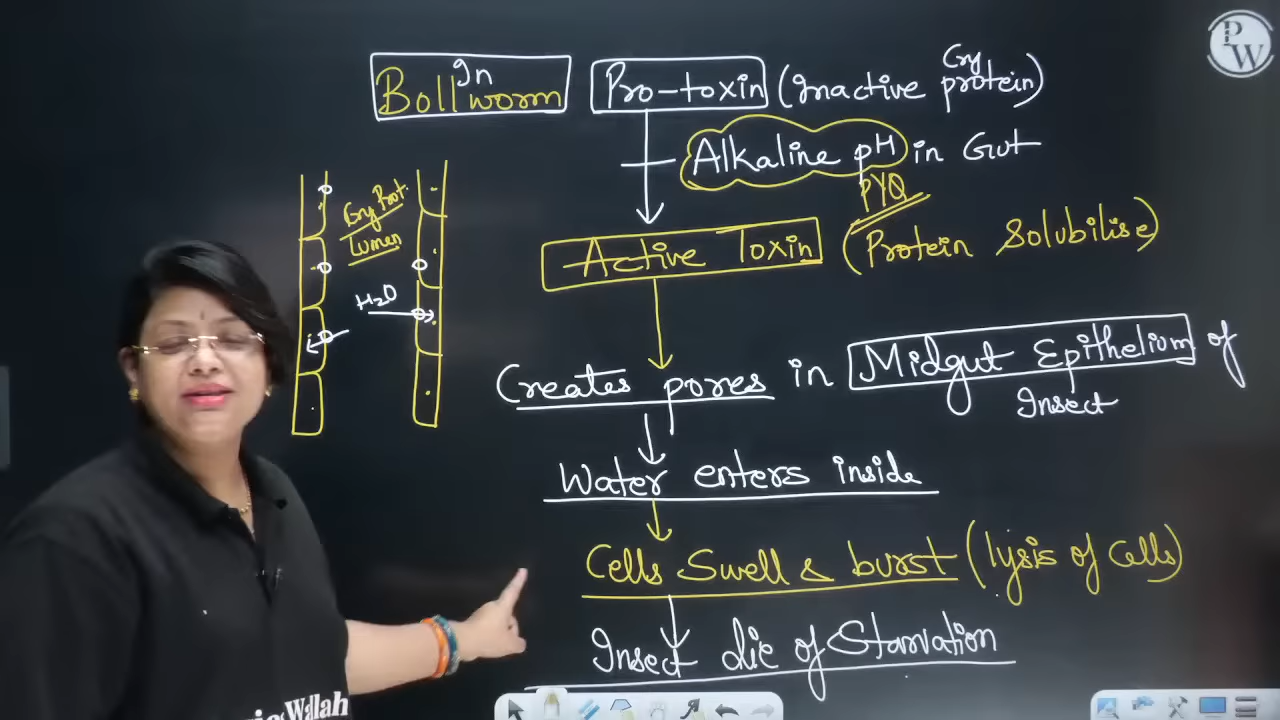 In
Bollworm
Pro-toxin (Inactive Cry protein)
Alkaline pH in Gut
PYQ
Active Toxin (Protein Solubilise)
Cry Prot.
Lumen
H₂O
Creates pores in Midgut Epithelium of
Insect
Water enters inside
Cells Swell & burst (lysis of Cells)
Insect die of Starvation
PW
Wallah